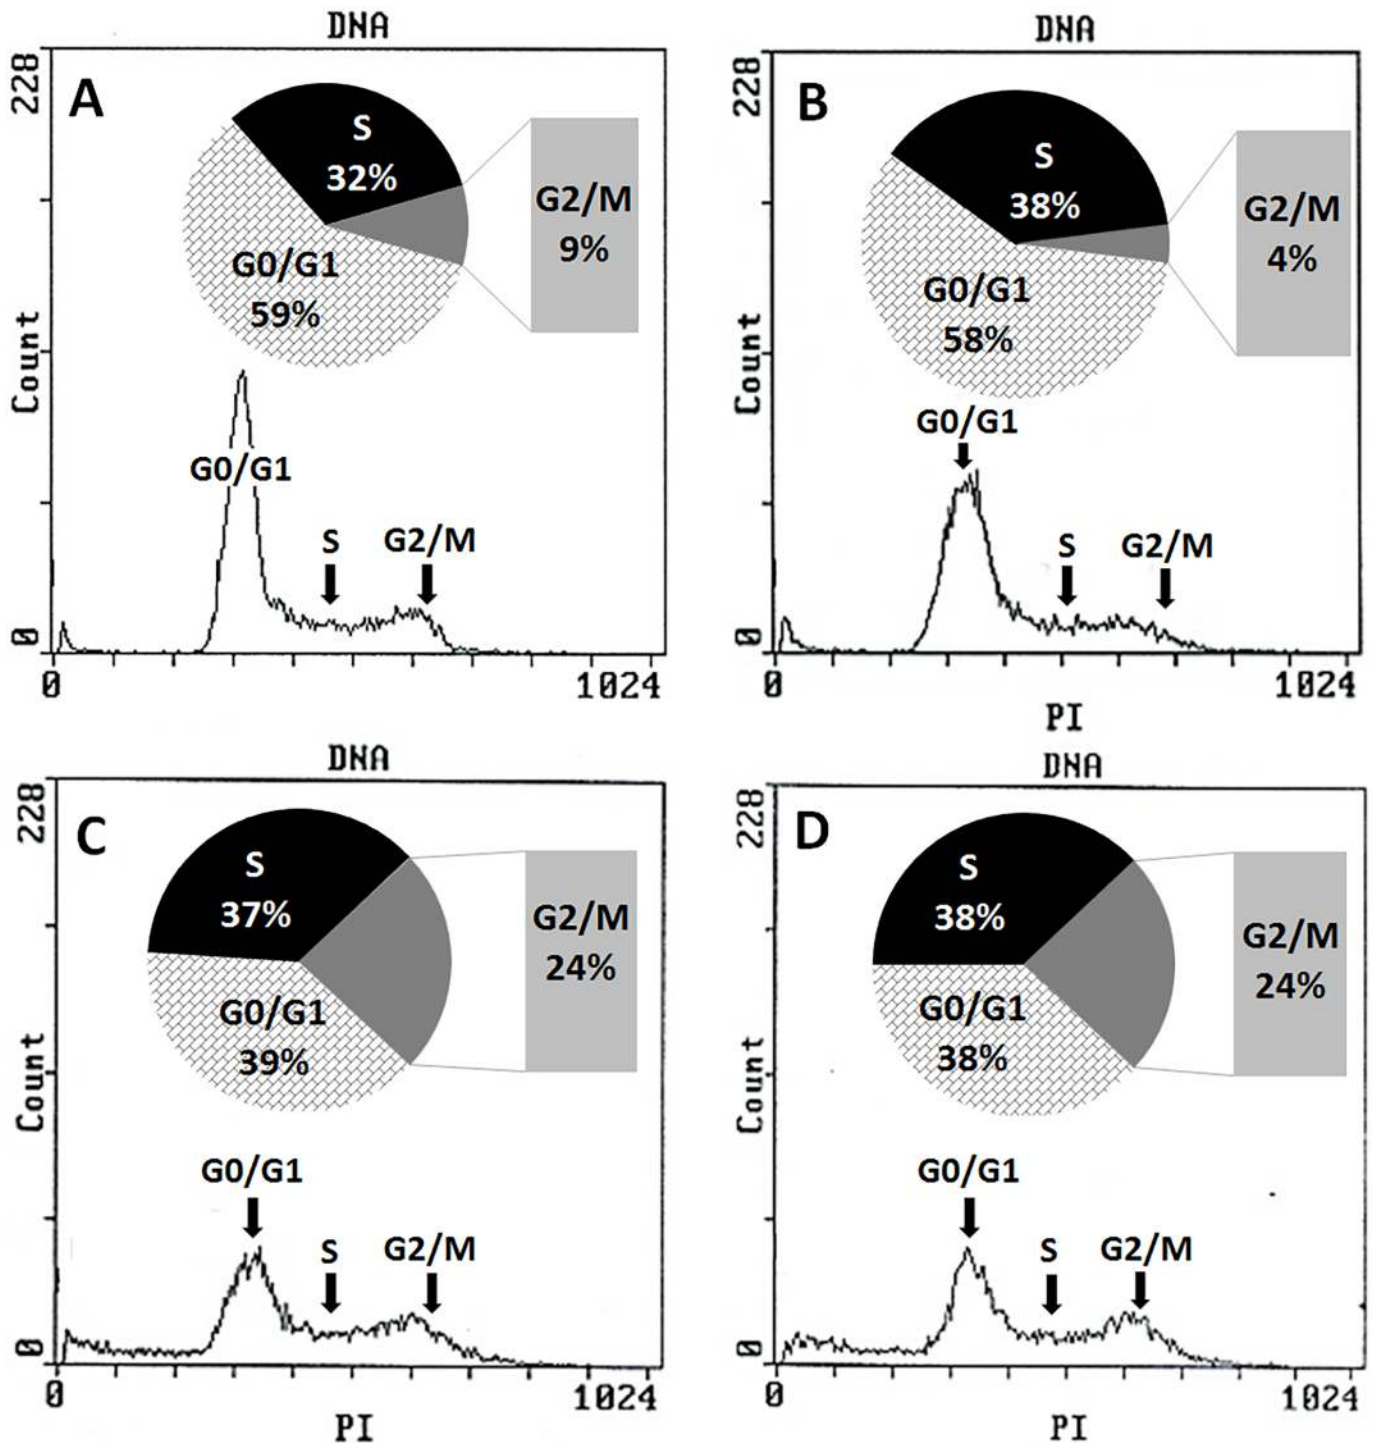 DNA
228
A
S
32%
G2/M
9%
G0/G1
59%
Count
G0/G1
S
G2/M
0
0
1024
DNA
228
B
S
38%
G2/M
4%
G0/G1
58%
Count
G0/G1
S
G2/M
0
0
1024
PI
DNA
228
C
S
37%
G2/M
24%
G0/G1
39%
Count
G0/G1
S
G2/M
0
0
1024
PI
DNA
228
D
S
38%
G2/M
24%
G0/G1
38%
Count
G0/G1
S
G2/M
0
0
1024
PI